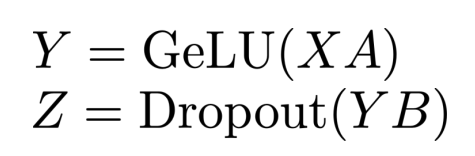 Y = GeLU(XA)
Z = Dropout(YB)